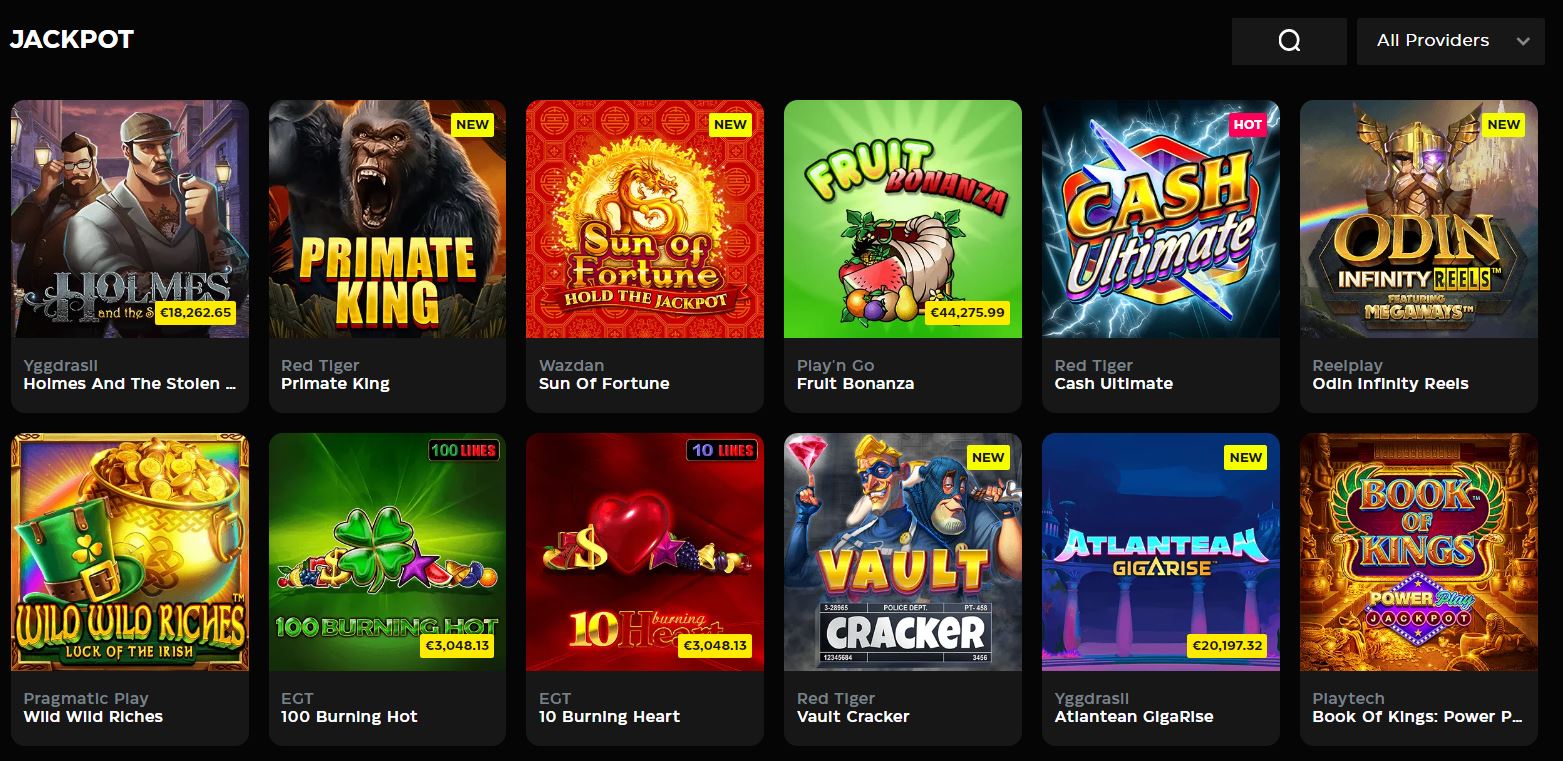 JACKPOT
All Providers
NEW
NEW
HOT
NEW
HOLMES
and the S
€18,262.65
PRIMATE
KING
Sun of
Fortune
HOLD THE JACKPOT
FRUIT
BONANZA
€44,275.99
CASH
Ultimate
ODIN
INFINITY REELS™
FEATURING
MEGAWAYS™
Yggdrasil
Holmes And The Stolen ...
Red Tiger
Primate King
Wazdan
Sun Of Fortune
Play'n Go
Fruit Bonanza
Red Tiger
Cash Ultimate
Reelplay
Odin Infinity Reels
WILD WILD RICHES™
LUCK OF THE IRISH
100 LINES
100 BURNING HOT
€3,048.13
10 LINES
$
10 burning
Heart
€3,048.13
NEW
VAULT
3-28965 POLICE DEPT. PT- 458
CRACKER
12345684 3456
NEW
ATLANTEAN
GIGARISE™
€20,197.32
BOOK™
OF
KINGS
POWER Play
JACKPOT
Pragmatic Play
Wild Wild Riches
EGT
100 Burning Hot
EGT
10 Burning Heart
Red Tiger
Vault Cracker
Yggdrasil
Atlantean GigaRise
Playtech
Book Of Kings: Power P...